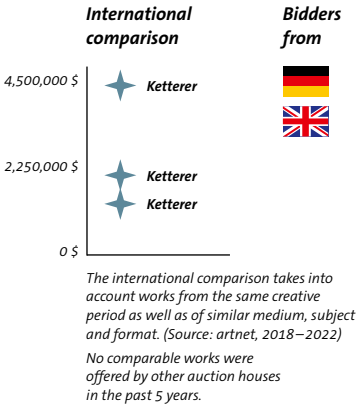 International
comparison
Bidders
from
4,500,000 $
Ketterer
2,250,000 $
Ketterer
Ketterer
0 $
The international comparison takes into
account works from the same creative
period as well as of similar medium, subject
and format. (Source: artnet, 2018–2022)
No comparable works were
offered by other auction houses
in the past 5 years.